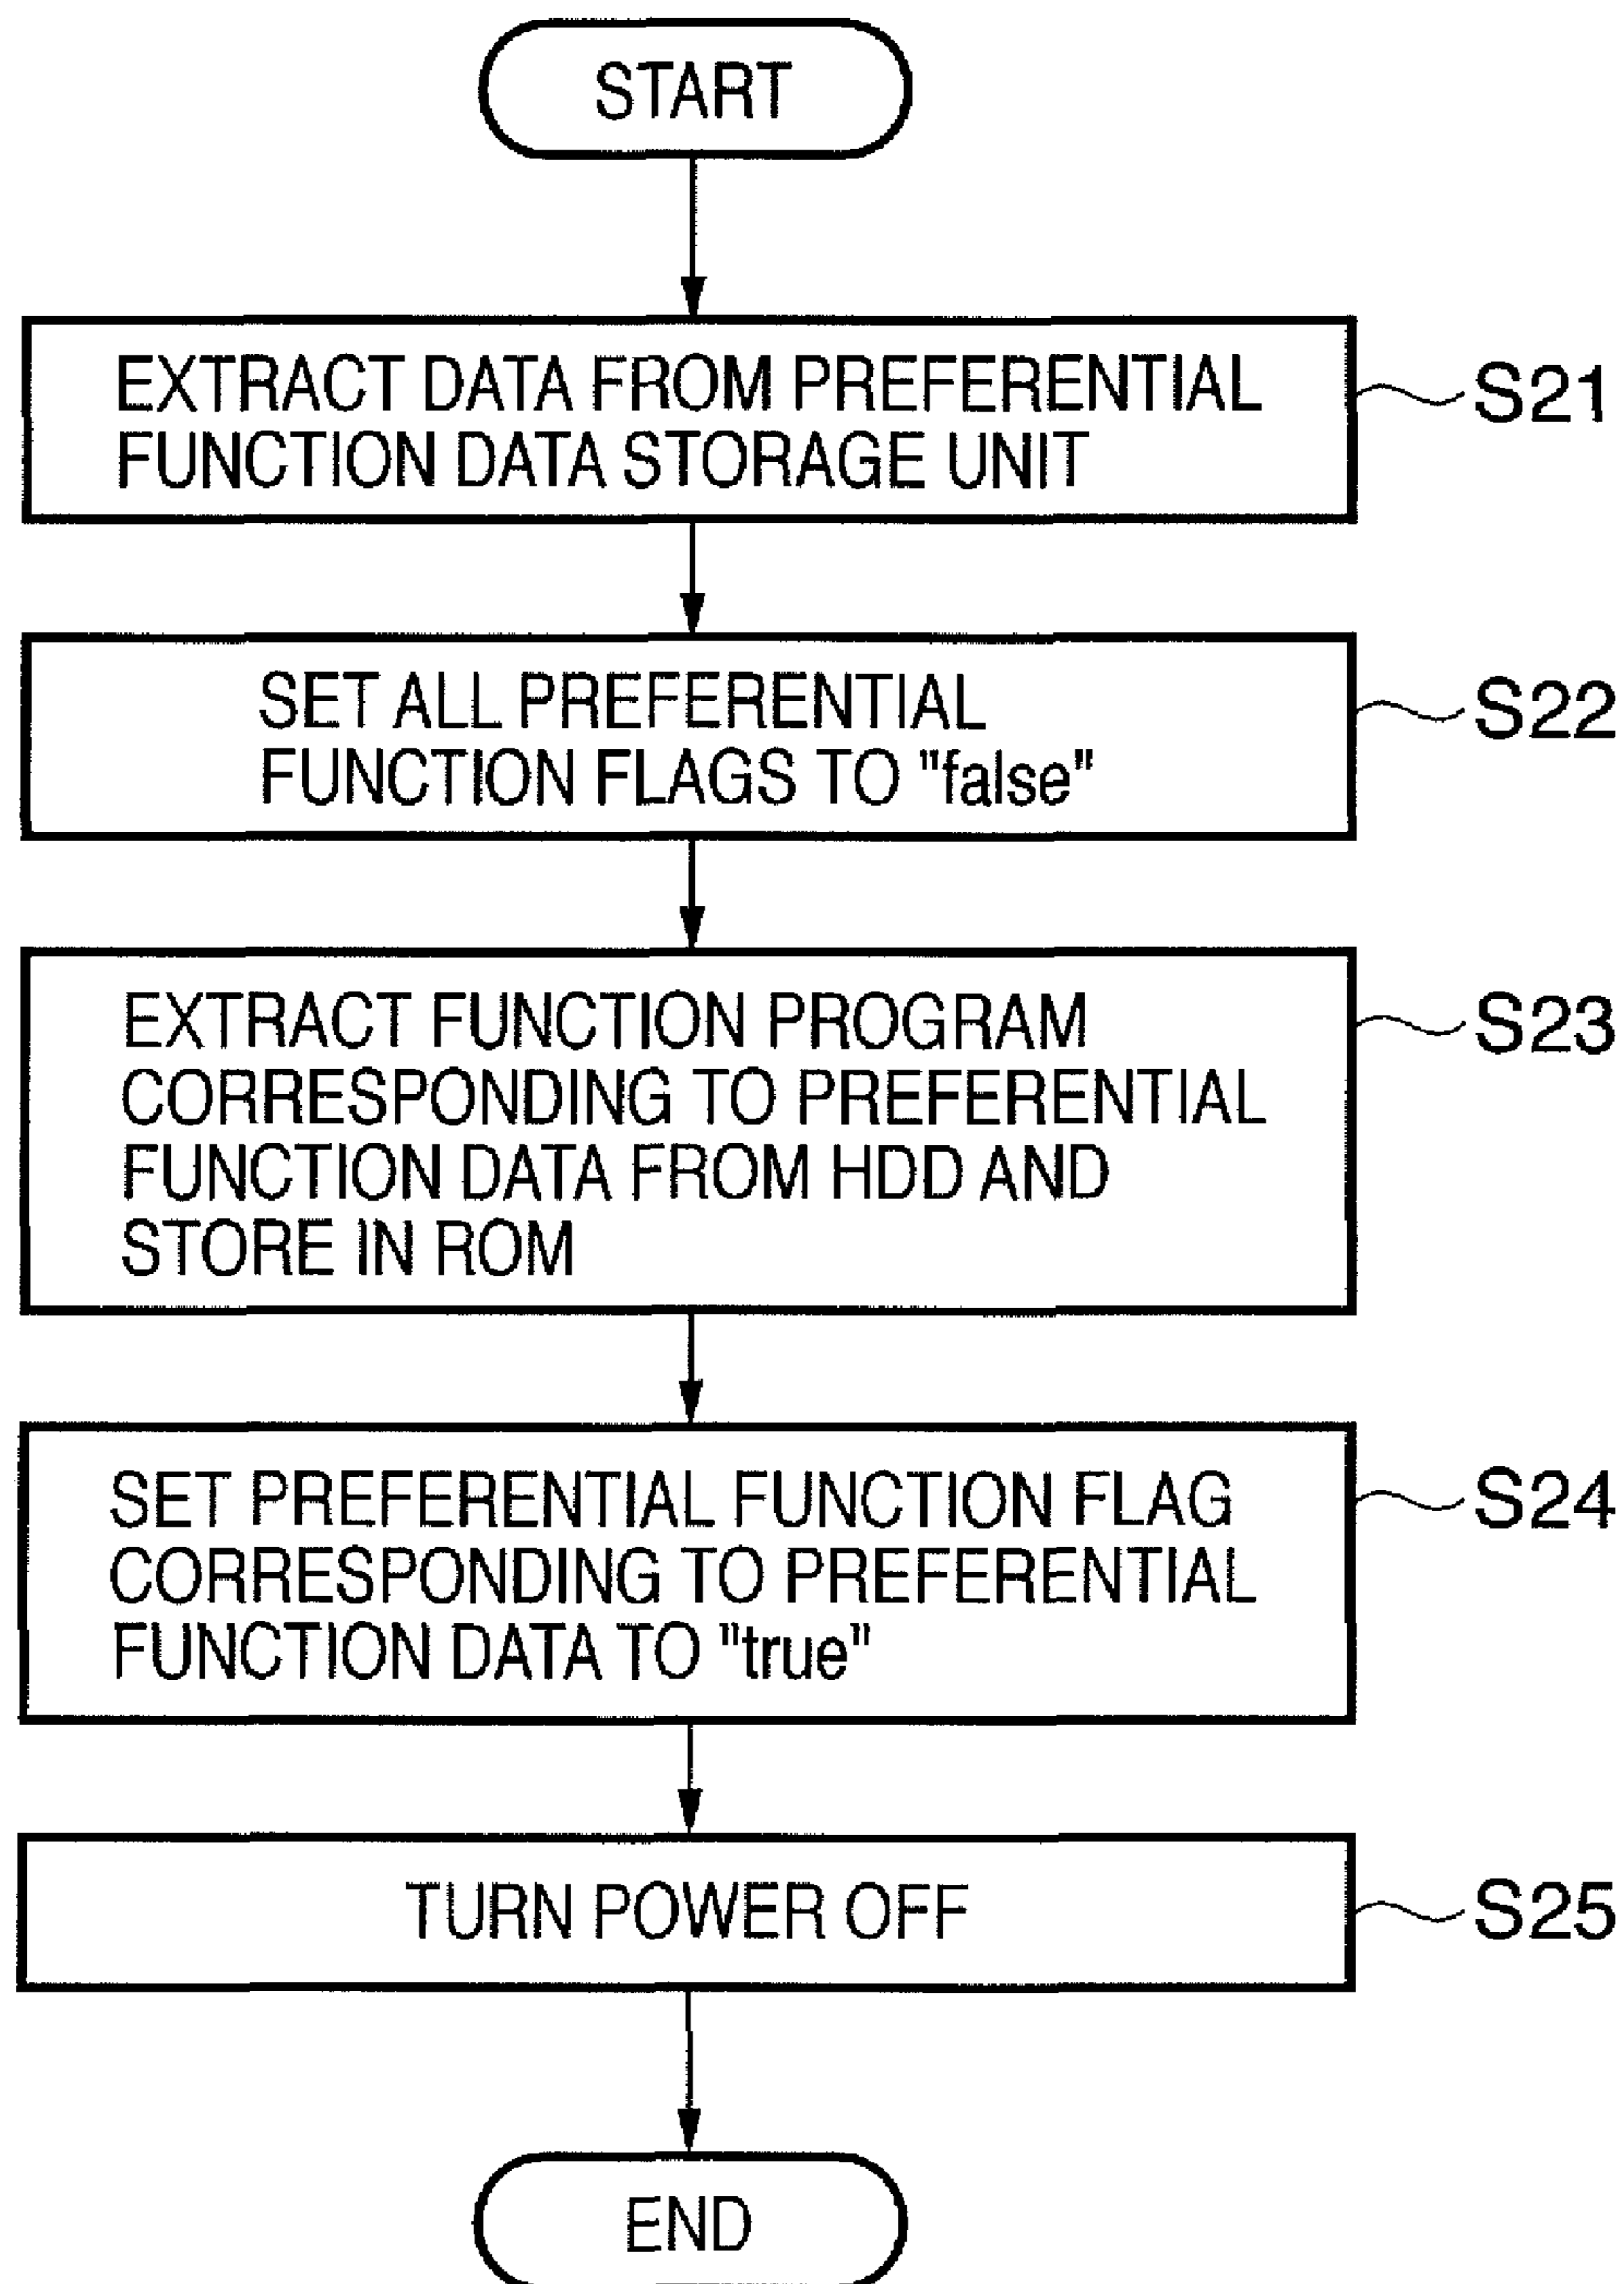 START
EXTRACT DATA FROM PREFERENTIAL
FUNCTION DATA STORAGE UNIT
S21
SET ALL PREFERENTIAL
FUNCTION FLAGS TO "false"
S22
EXTRACT FUNCTION PROGRAM
CORRESPONDING TO PREFERENTIAL
FUNCTION DATA FROM HDD AND
STORE IN ROM
S23
SET PREFERENTIAL FUNCTION FLAG
CORRESPONDING TO PREFERENTIAL
FUNCTION DATA TO "true"
S24
TURN POWER OFF
S25
END